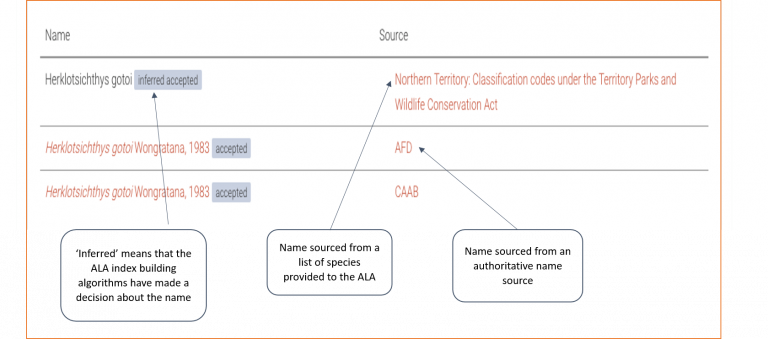 Name Source
Herklotsichthys gotoi inferred accepted Northern Territory: Classification codes under the Territory Parks and
Wildlife Conservation Act
Herklotsichthys gotoi Wongratana, 1983 accepted AFD
Herklotsichthys gotoi Wongratana, 1983 accepted CAAB
‘Inferred’ means that the
ALA index building
algorithms have made a
decision about the name
Name sourced from a
list of species
provided to the ALA
Name sourced from an
authoritative name
source